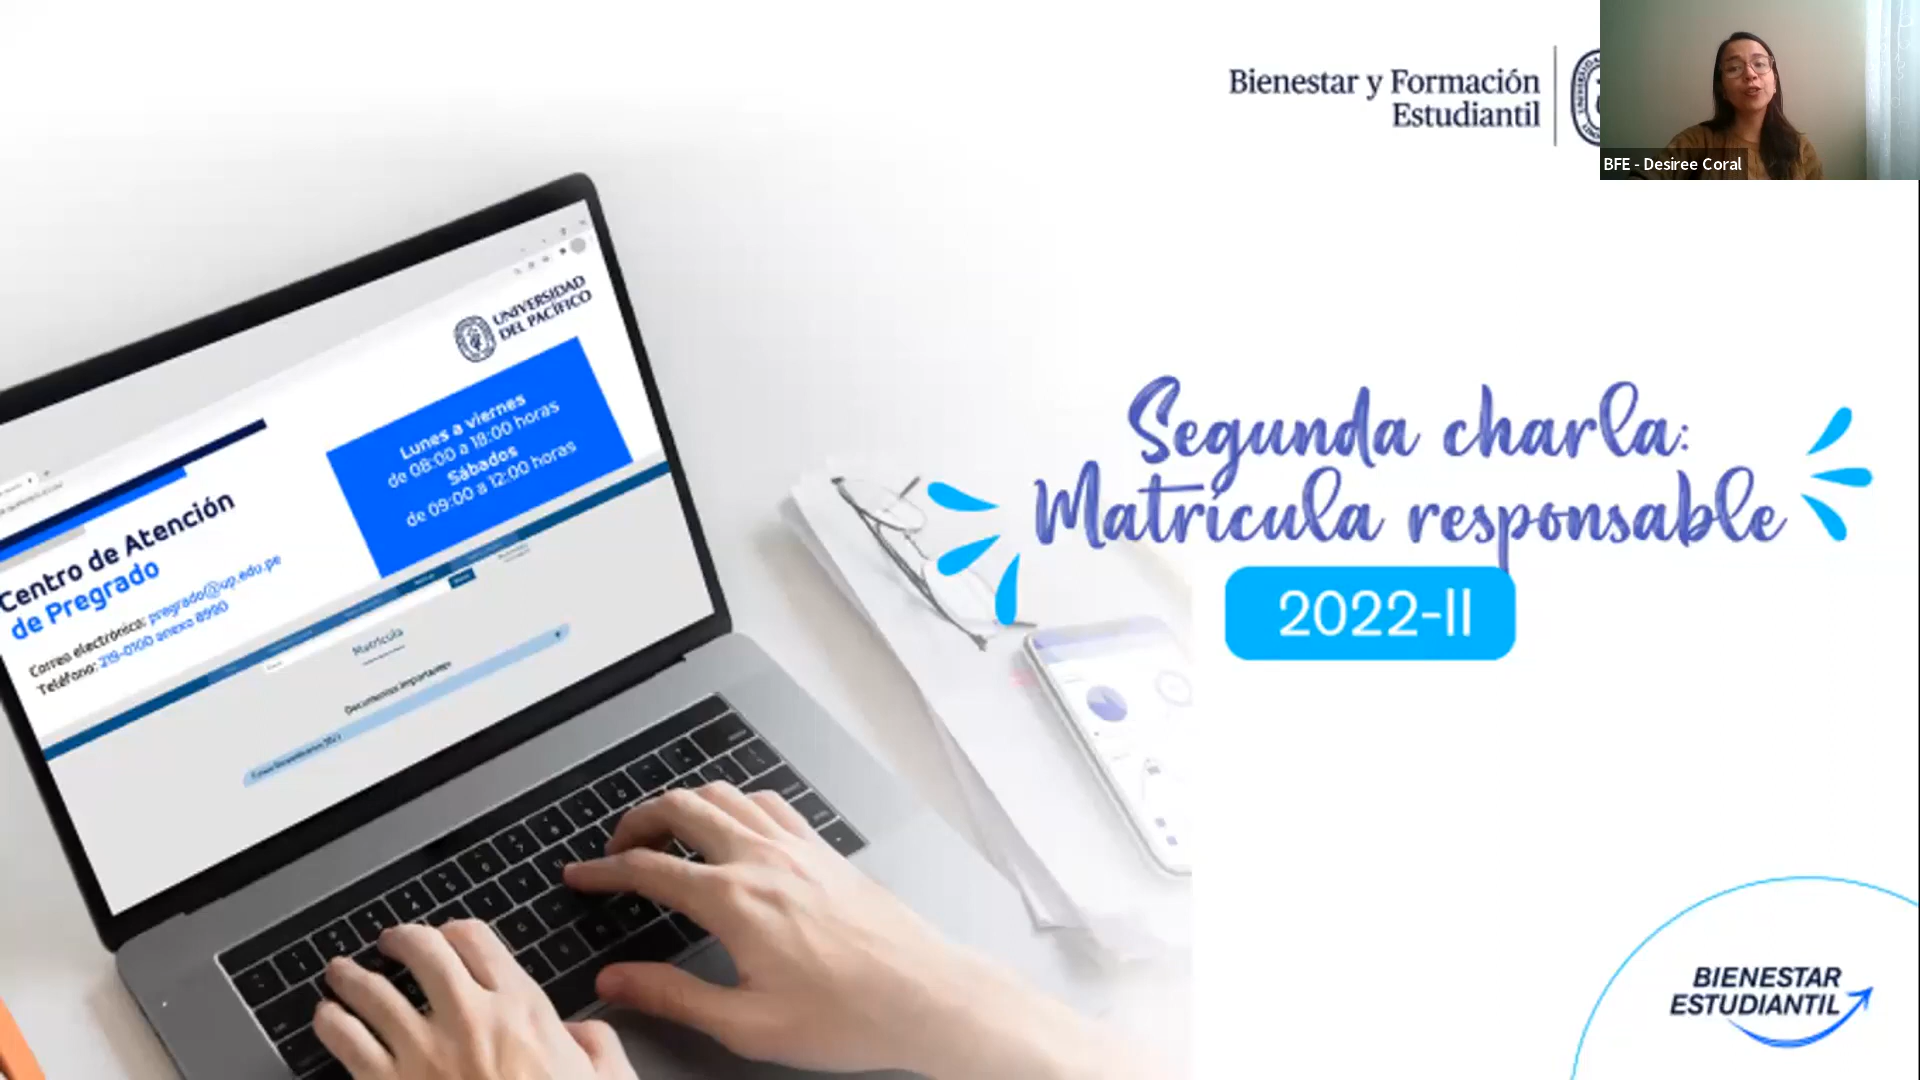 Bienestar y Formación
Estudiantil
BFE - Desiree Coral
UNIVERSIDAD
DEL PACÍFICO
Lunes a viernes
de 08:00 a 18:00 horas
Sábados
de 09:00 a 12:00 horas
Centro de Atención
de Pregrado
Correo electrónico: pregrado@up.edu.pe
Teléfono: 219-0100 anexo 8990
Matrícula
Documentos importantes
Segunda charla:
Matrícula responsable
2022-II
BIENESTAR
ESTUDIANTIL